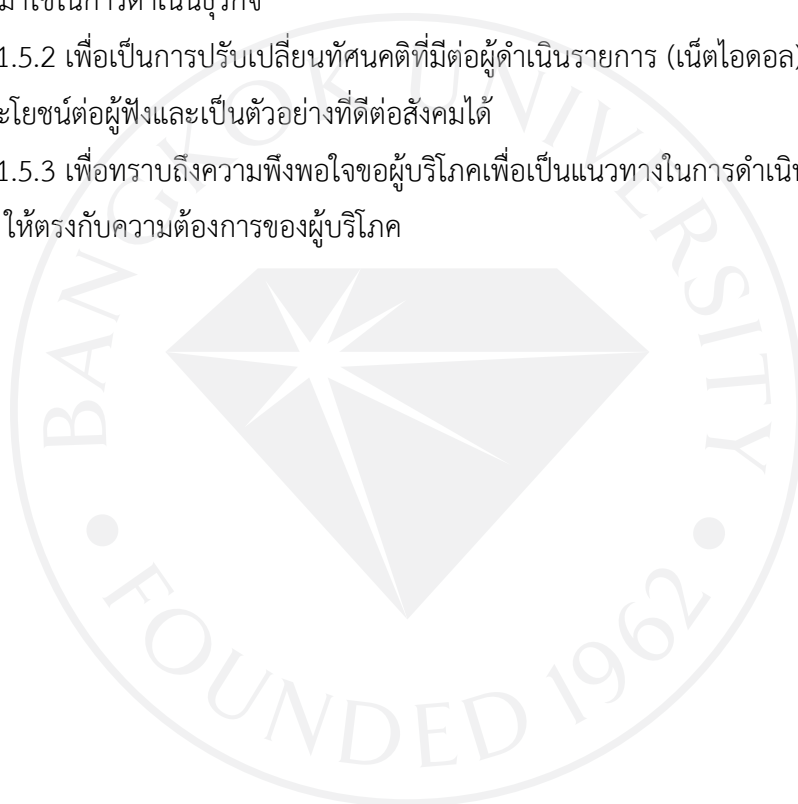 มาใช้ในการดำเนินธุรกิจ
1.5.2 เพื่อเป็นการปรับเปลี่ยนทัศนคติที่มีต่อผู้ดำเนินรายการ (เน็ตไอดอล)
ะโยชน์ต่อผู้ฟังและเป็นตัวอย่างที่ดีต่อสังคมได้
1.5.3 เพื่อทราบถึงความพึงพอใจขอผู้บริโภคเพื่อเป็นแนวทางในการดำเนิน
ให้ตรงกับความต้องการของผู้บริโภค
BANGKOK UNIVERSITY
FOUNDED 1962